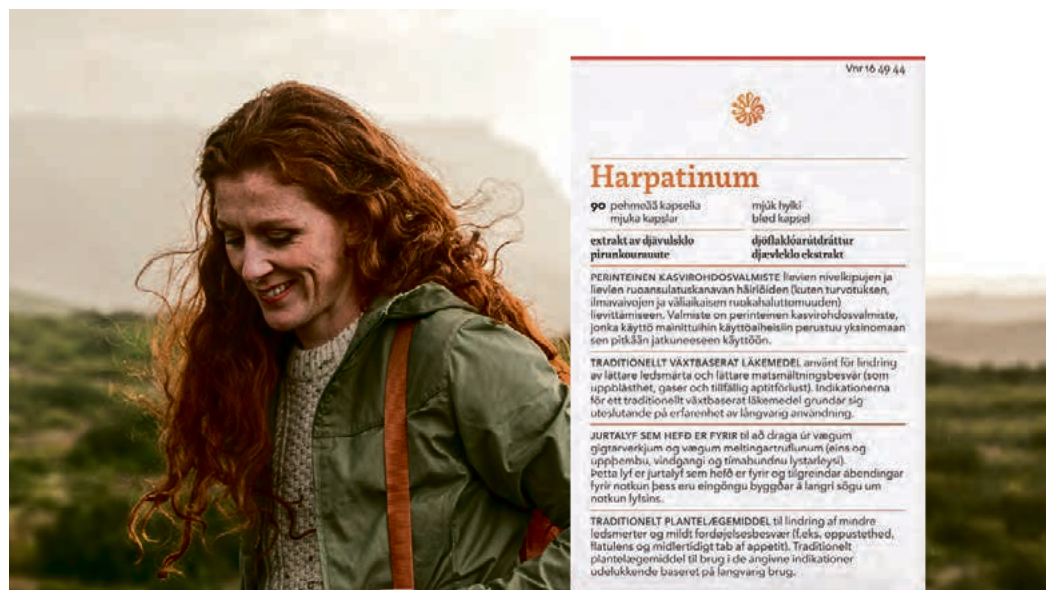 Vnr 16 49 44
Harpatinum
90 pehmeää kapselia
mjuka kapslar
mjúk hylki
blød kapsel
extrakt av djävulsklo
pirunkourauute
djöflaklóarútdráttur
djævleklo ekstrakt
PERINTEINEN KASVIROHDOSVALMISTE lievien nivelkipujen ja
lievien ruoansulatuskanavan häiriöiden (kuten turvotuksen,
ilmavaivojen ja väliaikaisen ruokahaluttomuuden)
lievittämiseen. Valmiste on perinteinen kasvirohdosvalmiste,
jonka käyttö mainittuihin käyttöaiheisiin perustuu yksinomaan
sen pitkään jatkuneeseen käyttöön.
TRADITIONELLT VÄXTBASERAT LÄKEMEDEL använt för lindring
av lättare ledsmärta och lättare matsmältningsbesvär (som
uppblåsthet, gaser och tillfällig aptitförlust). Indikationerna
för ett traditionellt växtbaserat läkemedel grundar sig
uteslutande på erfarenhet av långvarig användning.
JURTALYF SEM HEFÐ ER FYRIR til að draga úr vægum
gigtarverkjum og vægum meltingartruflunum (eins og
uppþembu, vindgangi og tímabundnu lystarleysi).
Þetta lyf er jurtalyf sem hefð er fyrir og tilgreindar ábendingar
fyrir notkun þess eru eingöngu byggðar á langri sögu um
notkun lyfsins.
TRADITIONELT PLANTELÆGEMIDDEL til lindring af mindre
ledsmerter og mildt fordøjelsesbesvær (f.eks. oppustethed,
flatulens og midlertidigt tab af appetit). Traditionelt
plantelægemiddel til brug i de angivne indikationer
udelukkende baseret på langvarig brug.